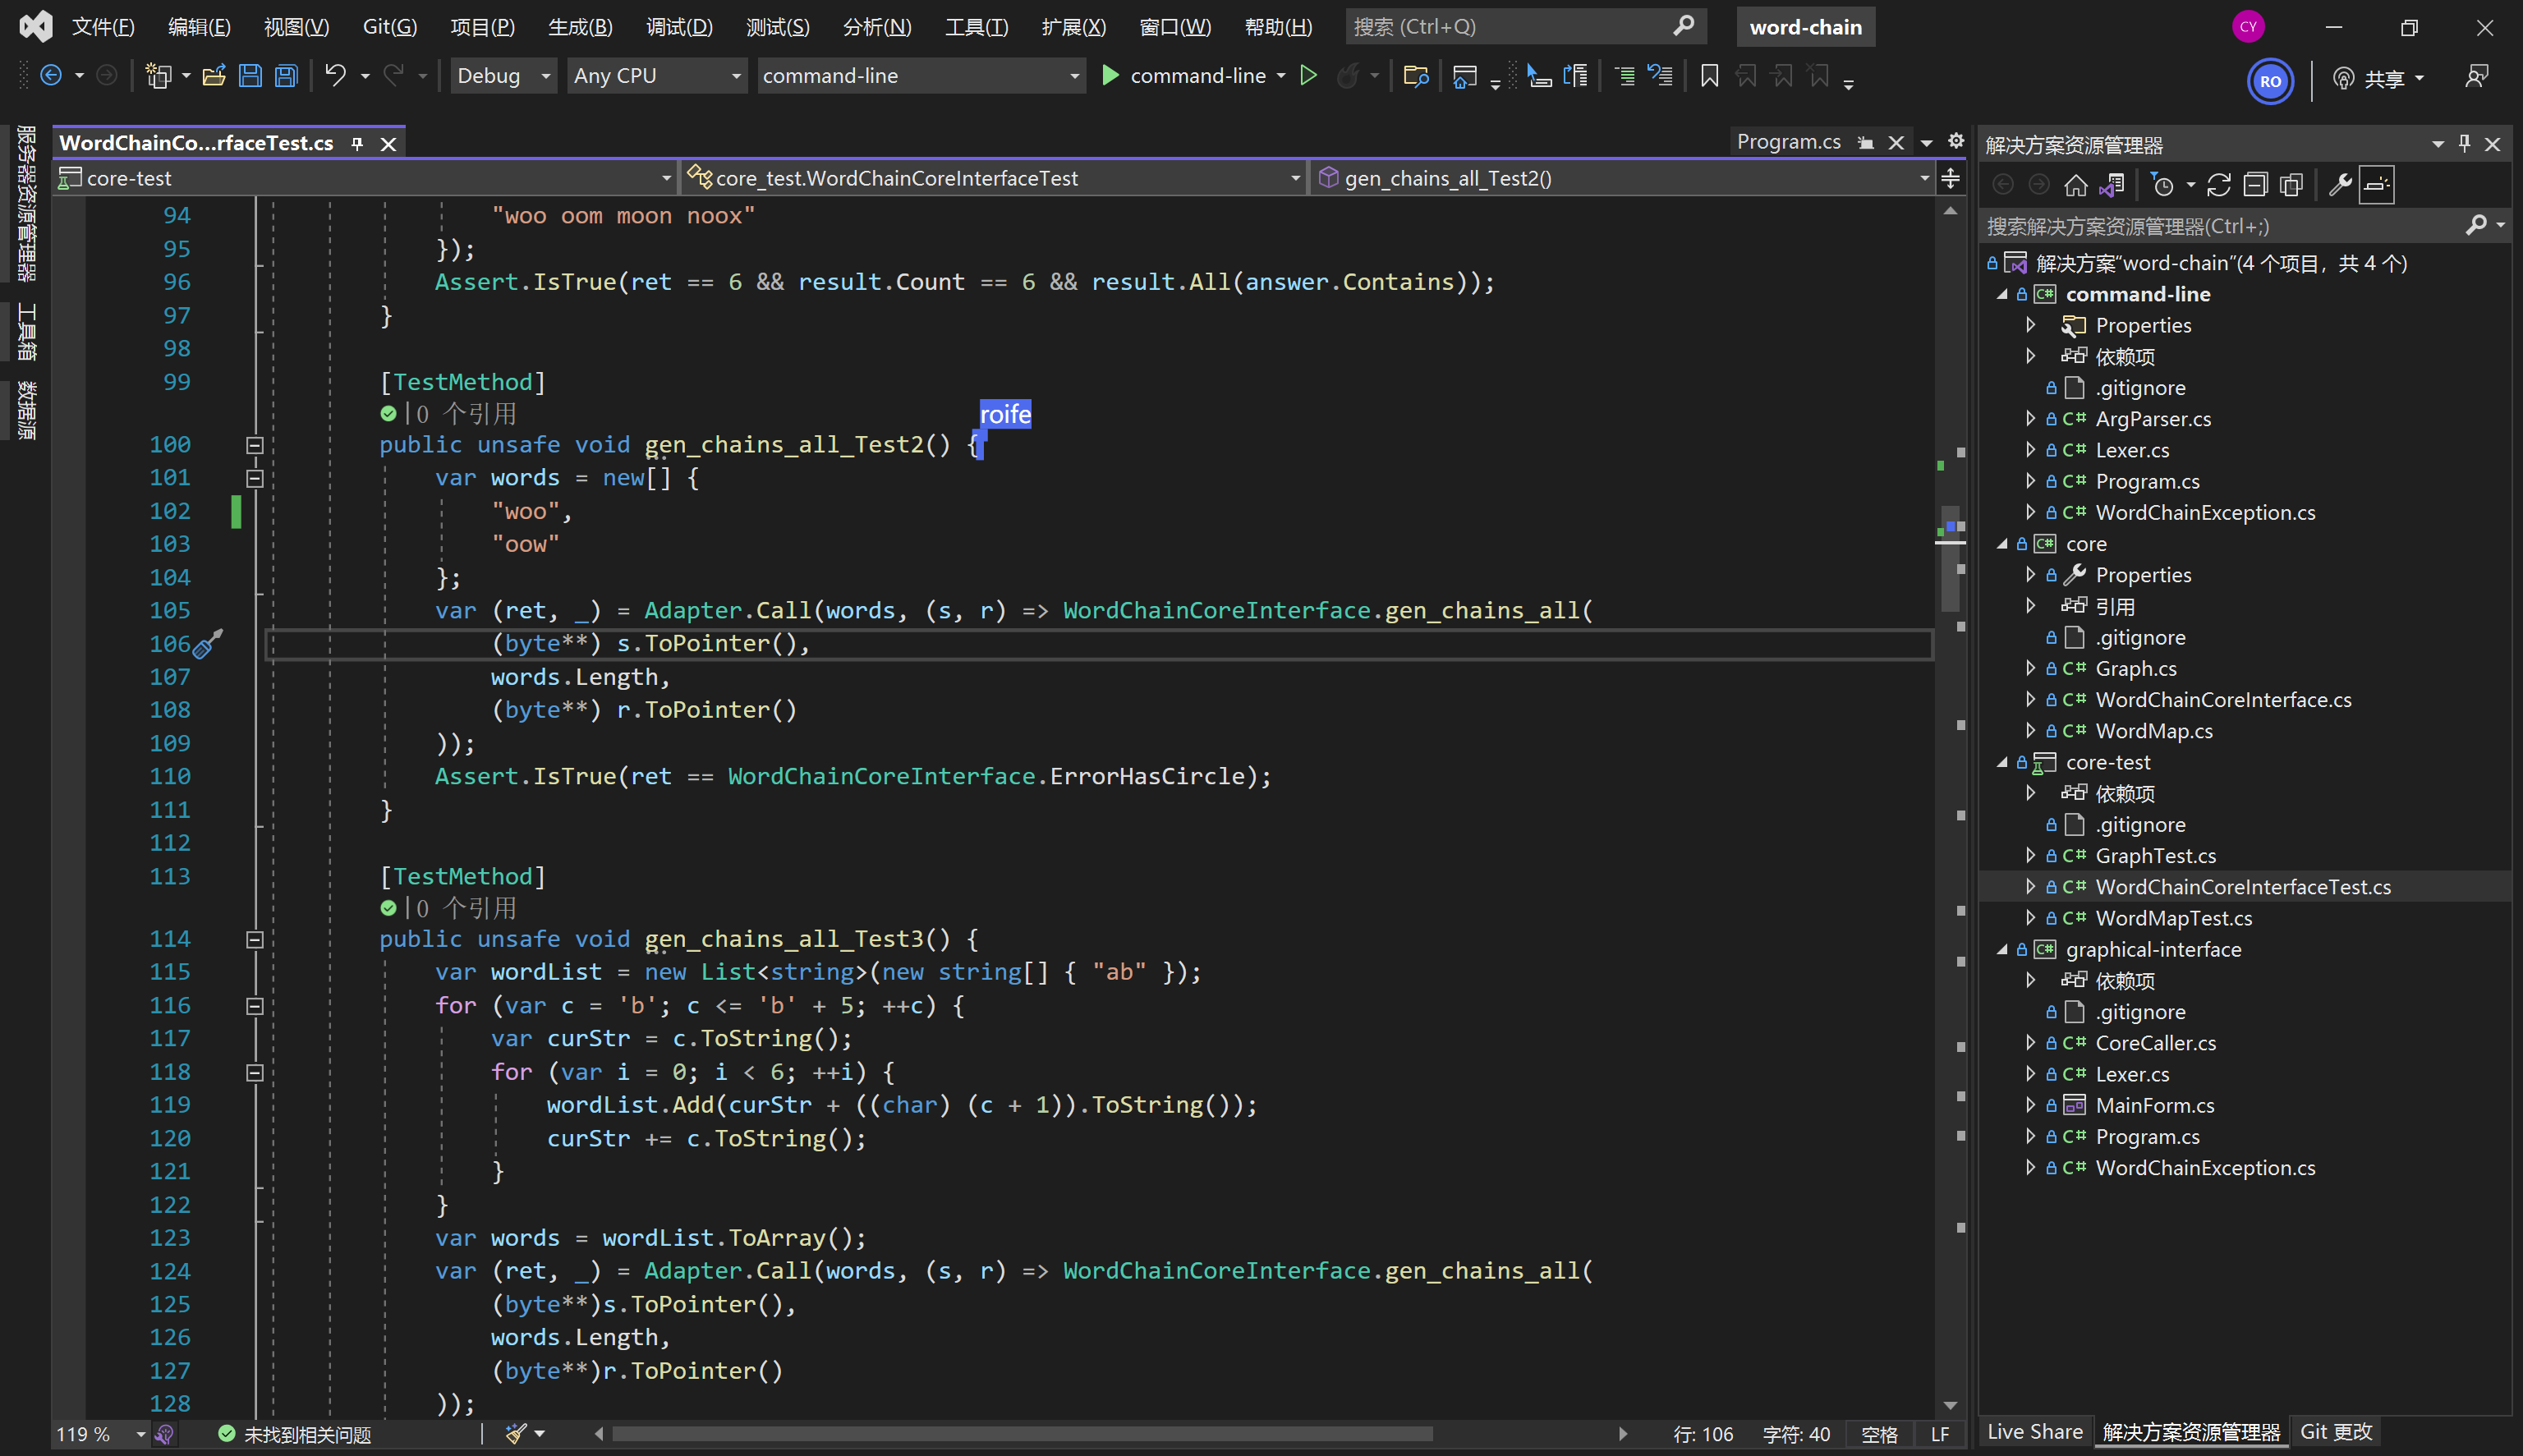 文件(F) 编辑(E) 视图(V) Git(G) 项目(P) 生成(B) 调试(D) 测试(S) 分析(N) 工具(T) 扩展(X) 窗口(W) 帮助(H) 搜索 (Ctrl+Q) word-chain CY
Debug Any CPU command-line command-line RO 共享
服务器资源管理器
工具箱
数据源
WordChainCo...rfaceTest.cs Program.cs
core-test core_test.WordChainCoreInterfaceTest gen_chains_all_Test2()
94 "woo oom moon noox"
95 });
96 Assert.IsTrue(ret == 6 && result.Count == 6 && result.All(answer.Contains));
97 }
98
99 [TestMethod]
|0 个引用
roife
100 public unsafe void gen_chains_all_Test2() {
101 var words = new[] {
102 "woo",
103 "oow"
104 };
105 var (ret, _) = Adapter.Call(words, (s, r) => WordChainCoreInterface.gen_chains_all(
106 (byte**) s.ToPointer(),
107 words.Length,
108 (byte**) r.ToPointer()
109 ));
110 Assert.IsTrue(ret == WordChainCoreInterface.ErrorHasCircle);
111 }
112
113 [TestMethod]
|0 个引用
114 public unsafe void gen_chains_all_Test3() {
115 var wordList = new List<string>(new string[] { "ab" });
116 for (var c = 'b'; c <= 'b' + 5; ++c) {
117 var curStr = c.ToString();
118 for (var i = 0; i < 6; ++i) {
119 wordList.Add(curStr + ((char) (c + 1)).ToString());
120 curStr += c.ToString();
121 }
122 }
123 var words = wordList.ToArray();
124 var (ret, _) = Adapter.Call(words, (s, r) => WordChainCoreInterface.gen_chains_all(
125 (byte**)s.ToPointer(),
126 words.Length,
127 (byte**)r.ToPointer()
128 ));
119 % 未找到相关问题 行: 106 字符: 40 空格 LF
解决方案资源管理器
搜索解决方案资源管理器(Ctrl+;)
解决方案“word-chain”(4 个项目，共 4 个)
C# command-line
Properties
依赖项
.gitignore
C# ArgParser.cs
C# Lexer.cs
C# Program.cs
C# WordChainException.cs
C# core
Properties
引用
.gitignore
C# Graph.cs
C# WordChainCoreInterface.cs
C# WordMap.cs
core-test
依赖项
.gitignore
C# GraphTest.cs
C# WordChainCoreInterfaceTest.cs
C# WordMapTest.cs
C# graphical-interface
依赖项
.gitignore
C# CoreCaller.cs
C# Lexer.cs
MainForm.cs
C# Program.cs
C# WordChainException.cs
Live Share 解决方案资源管理器 Git 更改